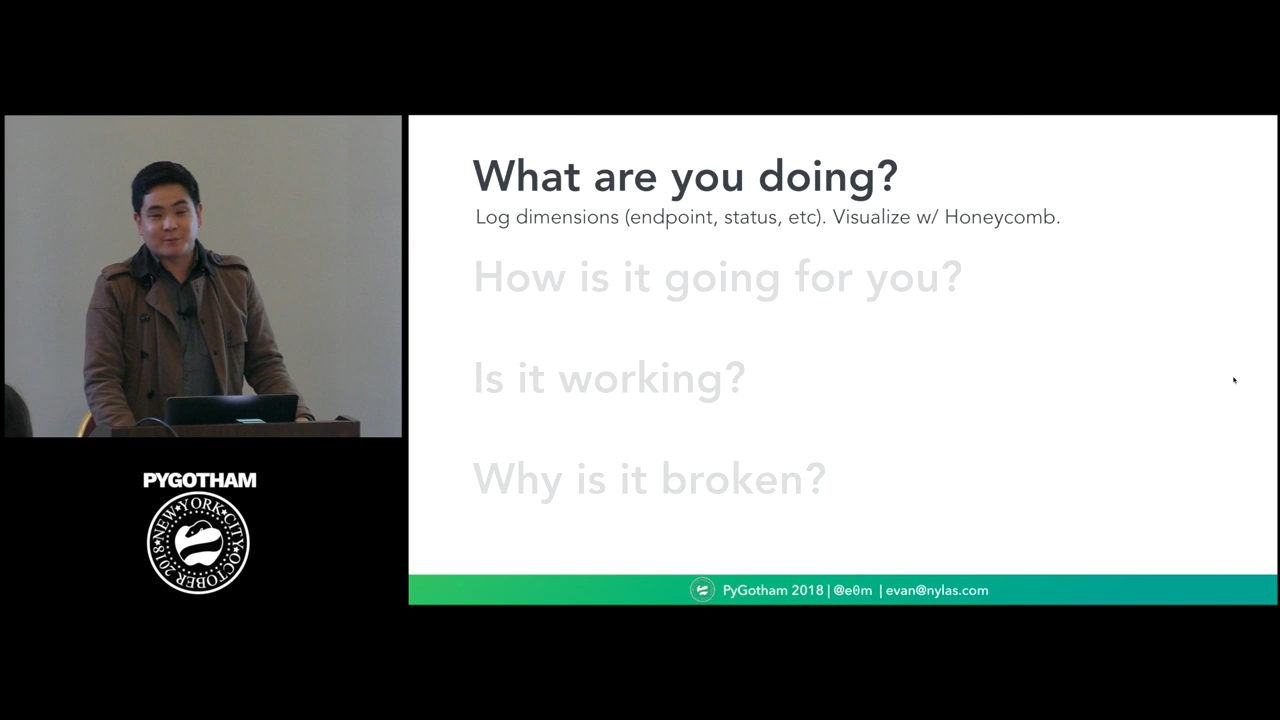 What are you doing?
Log dimensions (endpoint, status, etc). Visualize w/ Honeycomb.
How is it going for you?
Is it working?
Why is it broken?
PYGOTHAM
NEW YORK CITY OCTOBER 2018
PyGotham 2018 | @e0m | evan@nylas.com